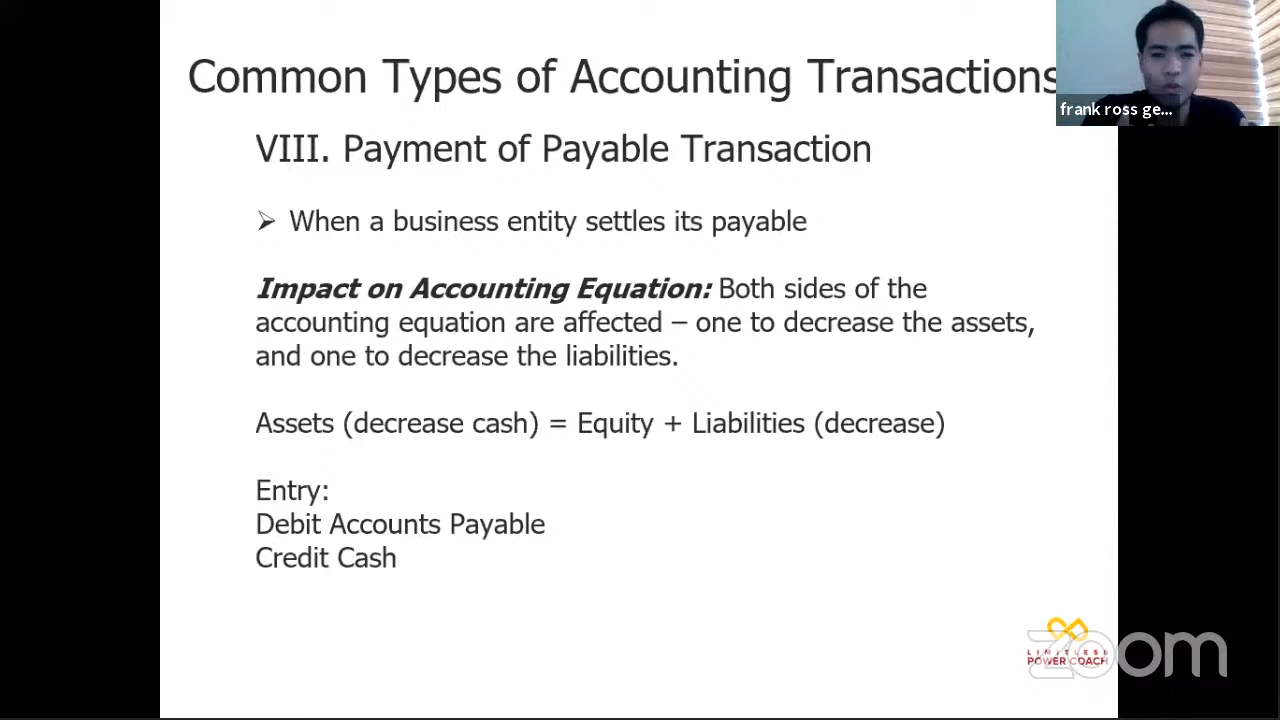 Common Types of Accounting Transactions
frank ross ge...
VIII. Payment of Payable Transaction
➢ When a business entity settles its payable
Impact on Accounting Equation: Both sides of the
accounting equation are affected – one to decrease the assets,
and one to decrease the liabilities.
Assets (decrease cash) = Equity + Liabilities (decrease)
Entry:
Debit Accounts Payable
Credit Cash
LIMITLESS
POWER COACH
zoom